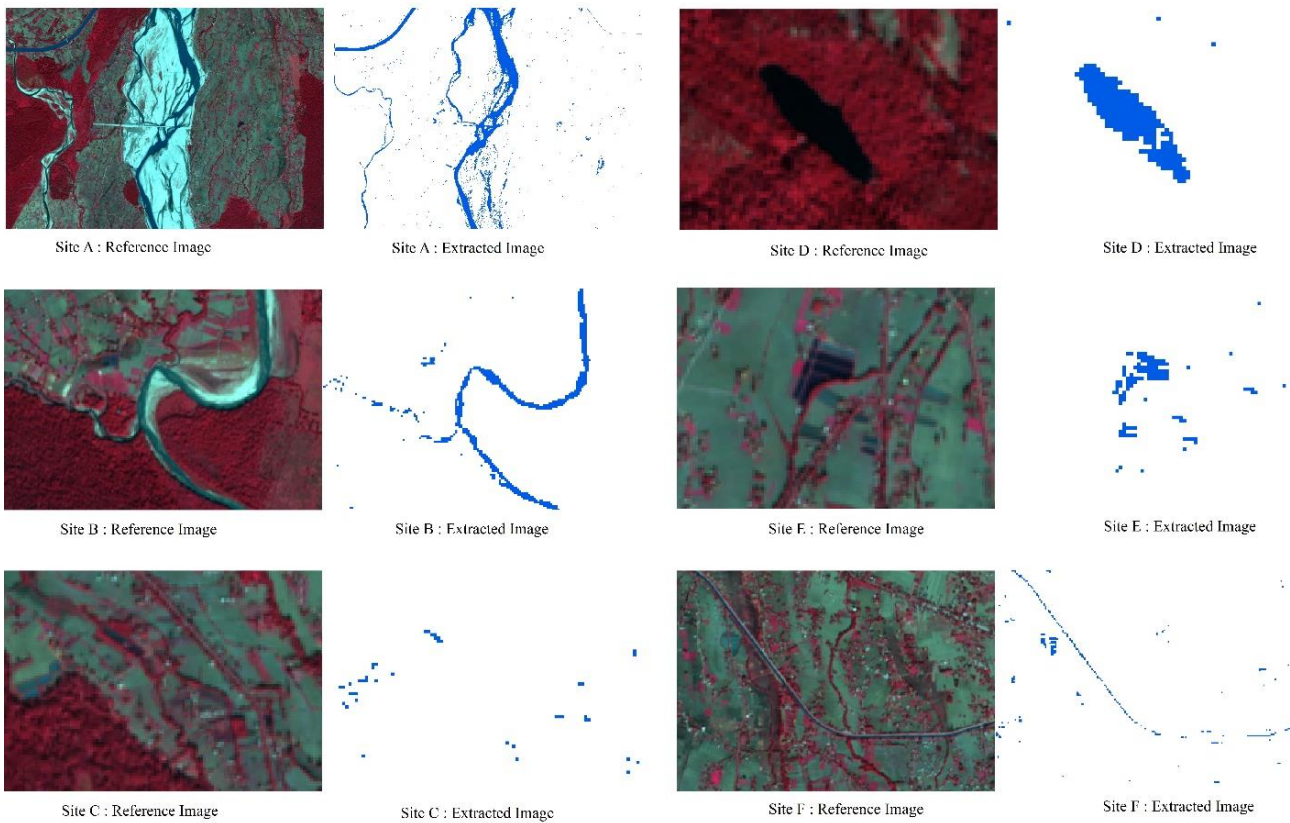 Site A : Reference Image
Site A : Extracted Image
Site D : Reference Image
Site D : Extracted Image
Site B : Reference Image
Site B : Extracted Image
Site E : Reference Image
Site E : Extracted Image
Site C : Reference Image
Site C : Extracted Image
Site F : Reference Image
Site F : Extracted Image